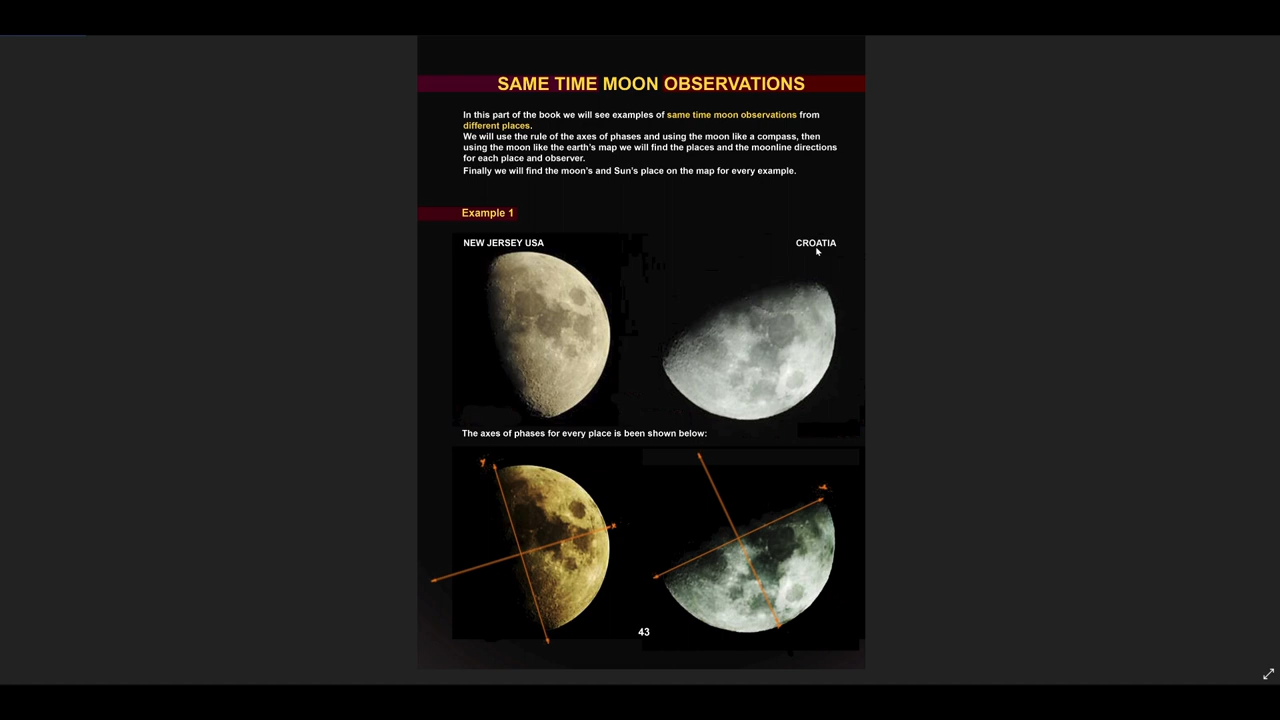 SAME TIME MOON OBSERVATIONS
In this part of the book we will see examples of same time moon observations from
different places.
We will use the rule of the axes of phases and using the moon like a compass, then
using the moon like the earth's map we will find the places and the moonline directions
for each place and observer.
Finally we will find the moon's and Sun's place on the map for every example.
Example 1
NEW JERSEY USA
CROATIA
The axes of phases for every place is been shown below:
43